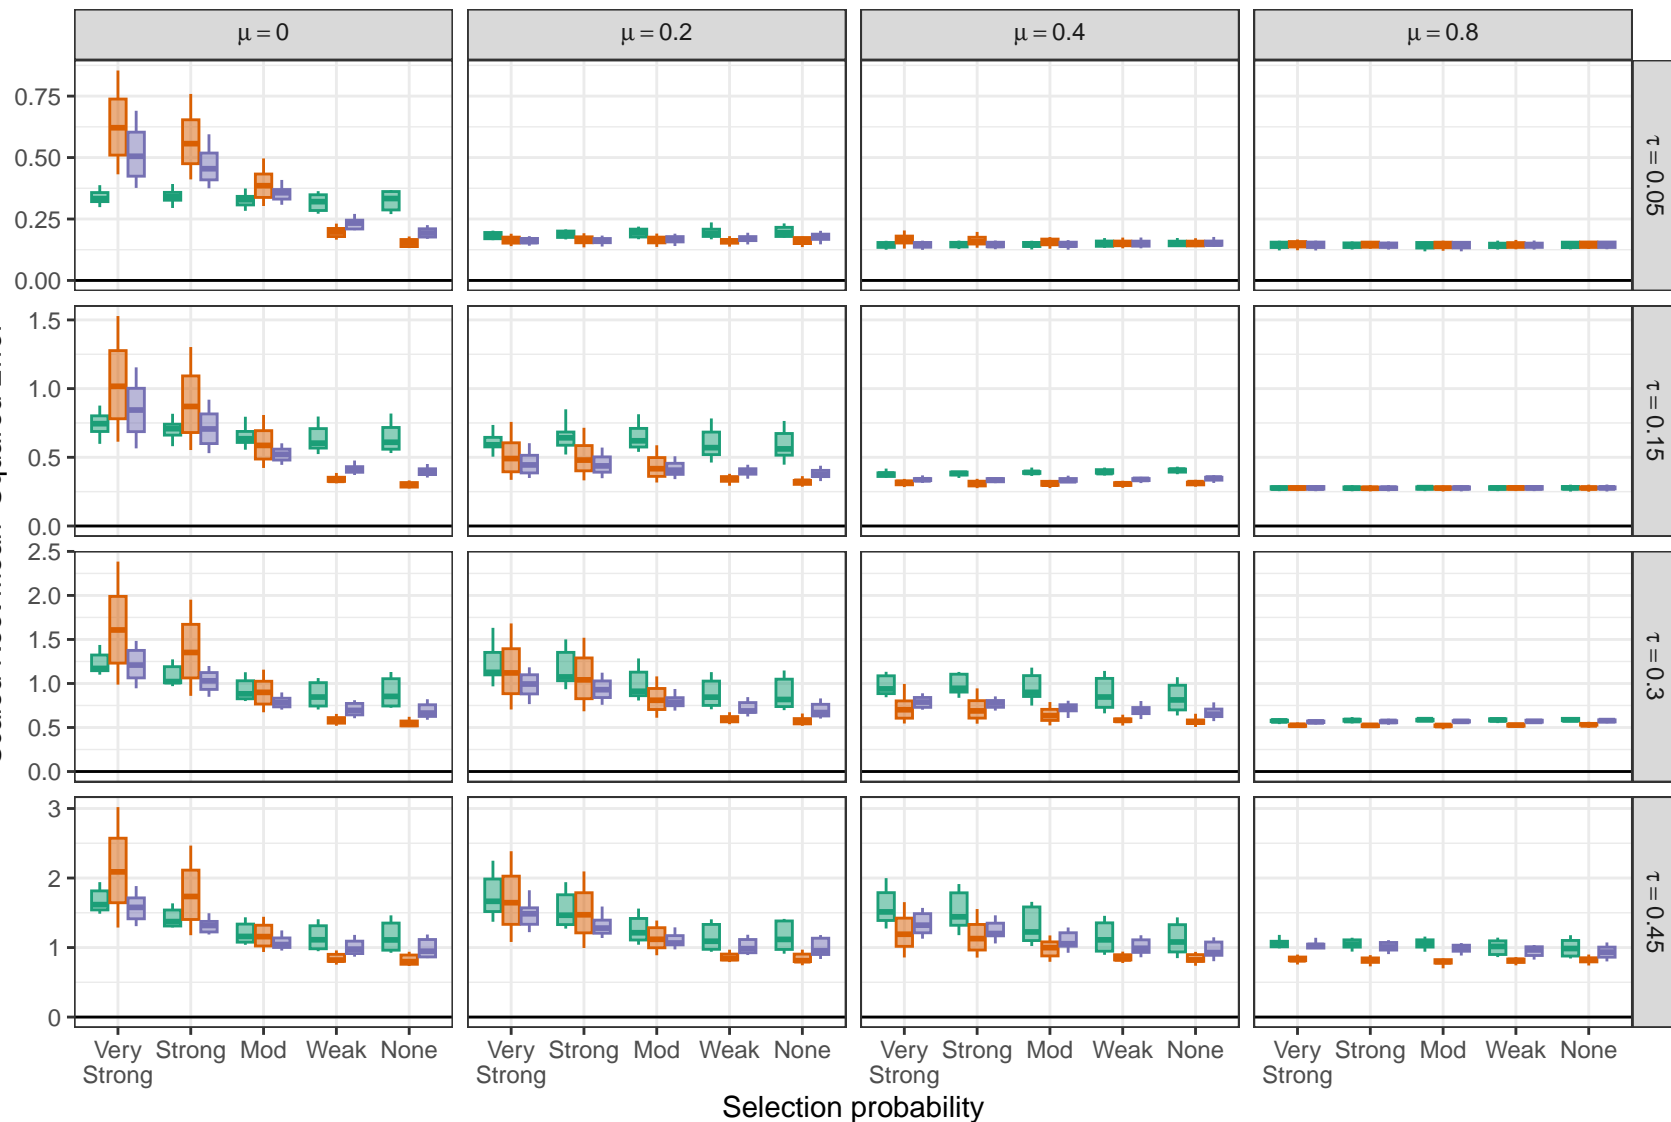 μ = 0
μ = 0.2
μ = 0.4
μ = 0.8
0.75
0.50
0.25
0.00
τ = 0.05
1.5
1.0
0.5
0.0
τ = 0.15
2.5
2.0
1.5
1.0
0.5
0.0
τ = 0.3
3
2
1
0
τ = 0.45
Very Strong Mod Weak None Very Strong Mod Weak None Very Strong Mod Weak None Very Strong Mod Weak None
Strong Strong Strong Strong
Selection probability